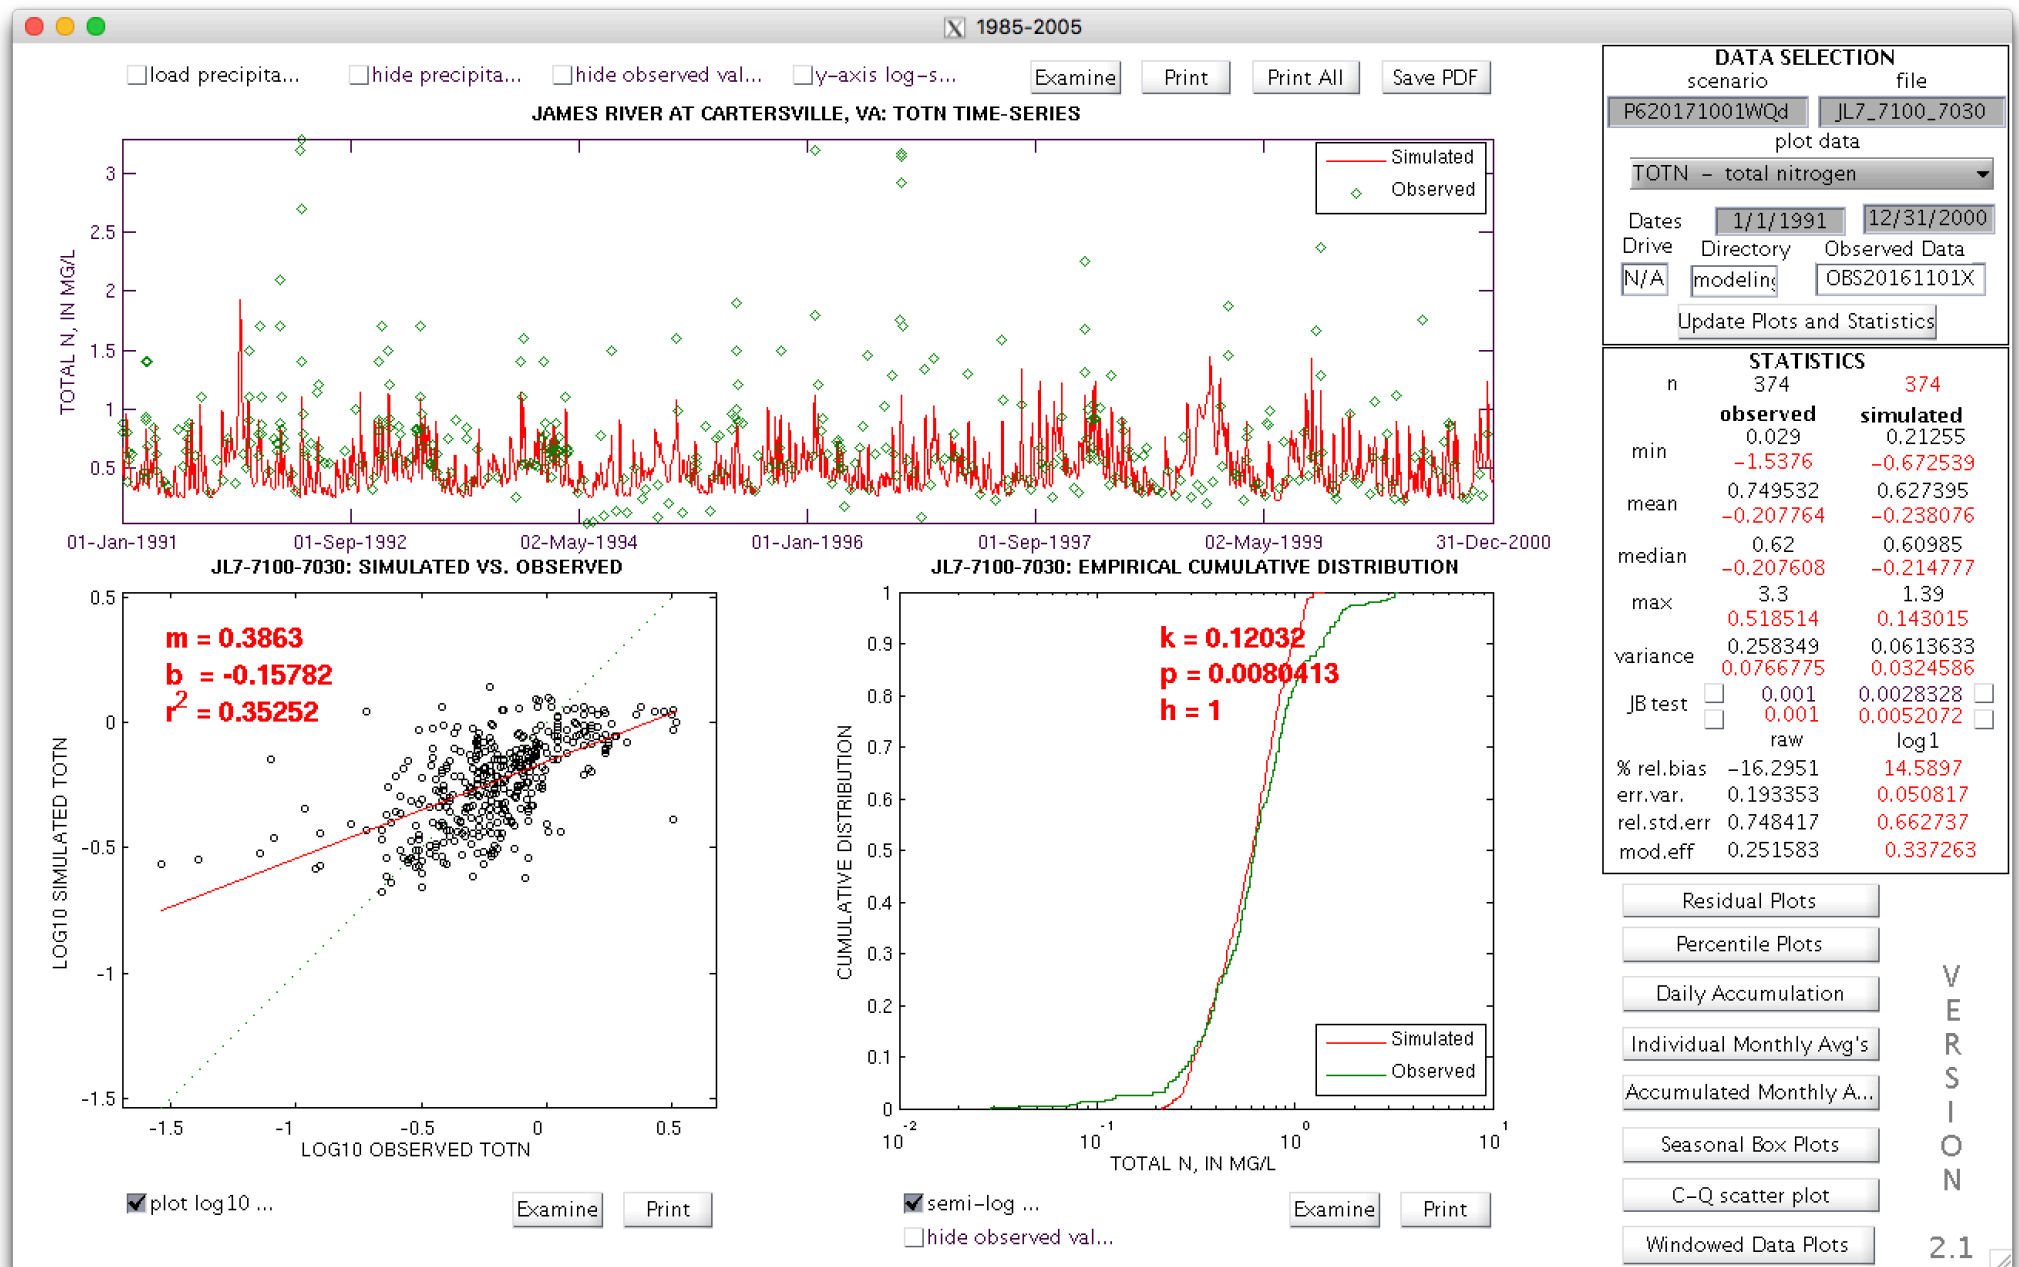 1985-2005
load precipita...
hide precipita...
hide observed val...
y-axis log-s...
Examine
Print
Print All
Save PDF
JAMES RIVER AT CARTERSVILLE, VA: TOTN TIME-SERIES
TOTAL N, IN MG/L
3
2.5
2
1.5
1
0.5
Simulated
Observed
01-Jan-1991
01-Sep-1992
02-May-1994
01-Jan-1996
01-Sep-1997
02-May-1999
31-Dec-2000
JL7-7100-7030: SIMULATED VS. OBSERVED
LOG10 SIMULATED TOTN
0.5
0
-0.5
-1
-1.5
m = 0.3863
b = -0.15782
r² = 0.35252
-1.5
-1
-0.5
0
0.5
LOG10 OBSERVED TOTN
plot log10 ...
Examine
Print
JL7-7100-7030: EMPIRICAL CUMULATIVE DISTRIBUTION
CUMULATIVE DISTRIBUTION
1
0.9
0.8
0.7
0.6
0.5
0.4
0.3
0.2
0.1
0
k = 0.12032
p = 0.0080413
h = 1
Simulated
Observed
10⁻²
10⁻¹
10⁰
10¹
TOTAL N, IN MG/L
semi-log ...
hide observed val...
Examine
Print
DATA SELECTION
scenario file
P620171001WQd JL7_7100_7030
plot data
TOTN - total nitrogen
Dates 1/1/1991 12/31/2000
Drive Directory Observed Data
N/A modeling OBS20161101X
Update Plots and Statistics
STATISTICS
n 374 374
observed simulated
min 0.029 0.21255
-1.5376 -0.672539
mean 0.749532 0.627395
-0.207764 -0.238076
median 0.62 0.60985
-0.207608 -0.214777
max 3.3 1.39
0.518514 0.143015
variance 0.258349 0.0613633
0.0766775 0.0324586
JB test 0.001 0.0028328
0.001 0.0052072
raw log1
% rel.bias -16.2951 14.5897
err.var. 0.193353 0.050817
rel.std.err 0.748417 0.662737
mod.eff 0.251583 0.337263
Residual Plots
Percentile Plots
Daily Accumulation
Individual Monthly Avg's
Accumulated Monthly A...
Seasonal Box Plots
C-Q scatter plot
Windowed Data Plots
VERSION
2.1